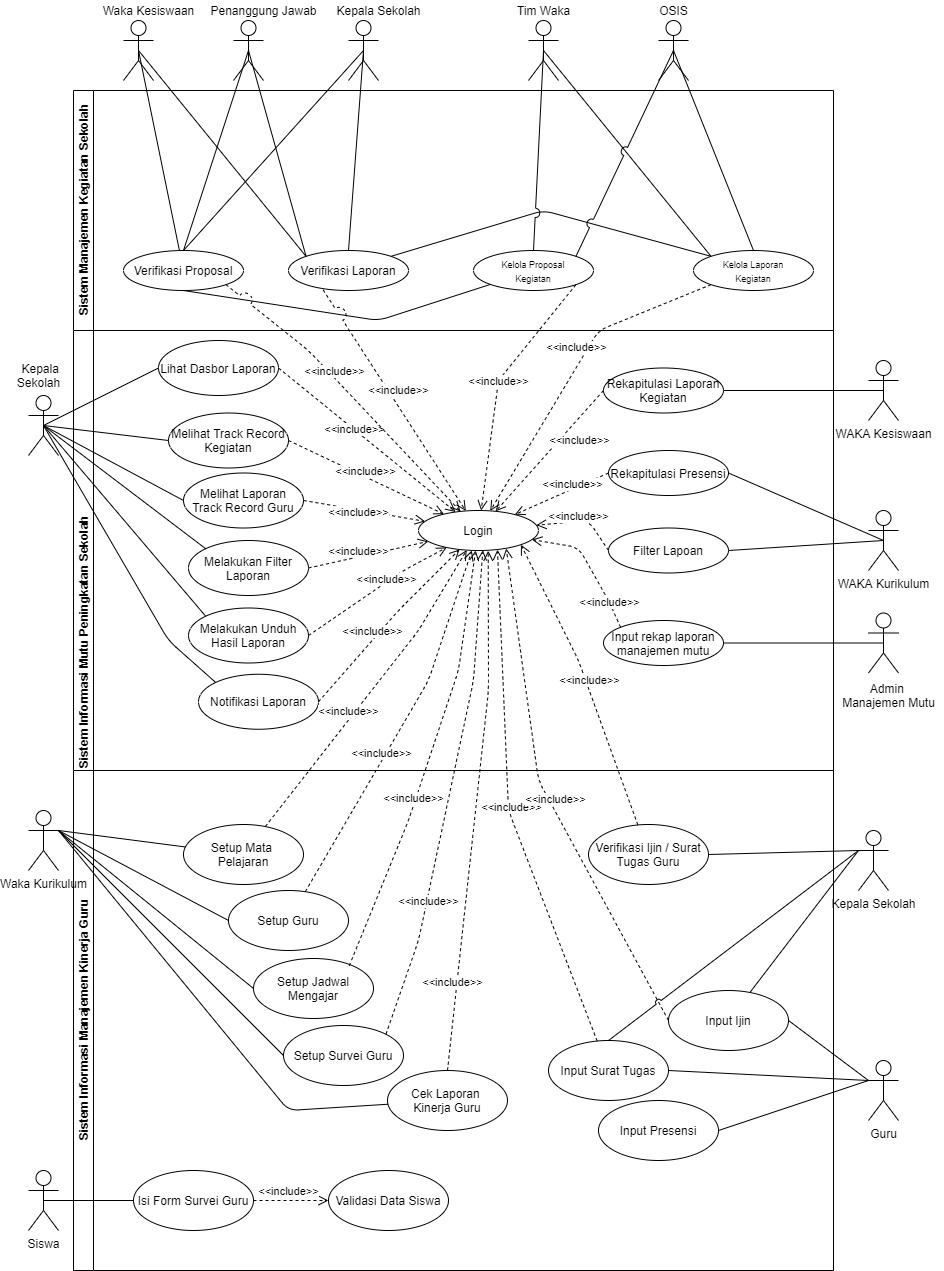 Waka Kesiswaan
Penanggung Jawab
Kepala Sekolah
Tim Waka
OSIS
Sistem Manajemen Kegiatan Sekolah
Verifikasi Proposal
Verifikasi Laporan
Kelola Proposal
Kegiatan
Kelola Laporan
Kegiatan
Sistem Informasi Mutu Peningkatan Sekolah
Kepala
Sekolah
Lihat Dasbor Laporan
<<include>>
<<include>>
<<include>>
<<include>>
Rekapitulasi Laporan
Kegiatan
WAKA Kesiswaan
Melihat Track Record
Kegiatan
<<include>>
<<include>>
<<include>>
<<include>>
Rekapitulasi Presensi
Melihat Laporan
Track Record Guru
<<include>>
<<include>>
Login
Filter Lapoan
WAKA Kurikulum
Melakukan Filter
Laporan
<<include>>
<<include>>
<<include>>
Melakukan Unduh
Hasil Laporan
<<include>>
Input rekap laporan
manajemen mutu
Admin
Manajemen Mutu
Notifikasi Laporan
<<include>>
<<include>>
<<include>>
<<include>>
<<include>>
<<include>>
Sistem Informasi Manajemen Kinerja Guru
Waka Kurikulum
Setup Mata
Pelajaran
Verifikasi Ijin / Surat
Tugas Guru
Kepala Sekolah
Setup Guru
<<include>>
Setup Jadwal
Mengajar
<<include>>
Input Ijin
Setup Survei Guru
Input Surat Tugas
Cek Laporan
Kinerja Guru
Input Presensi
Guru
Siswa
Isi Form Survei Guru
<<include>>
Validasi Data Siswa